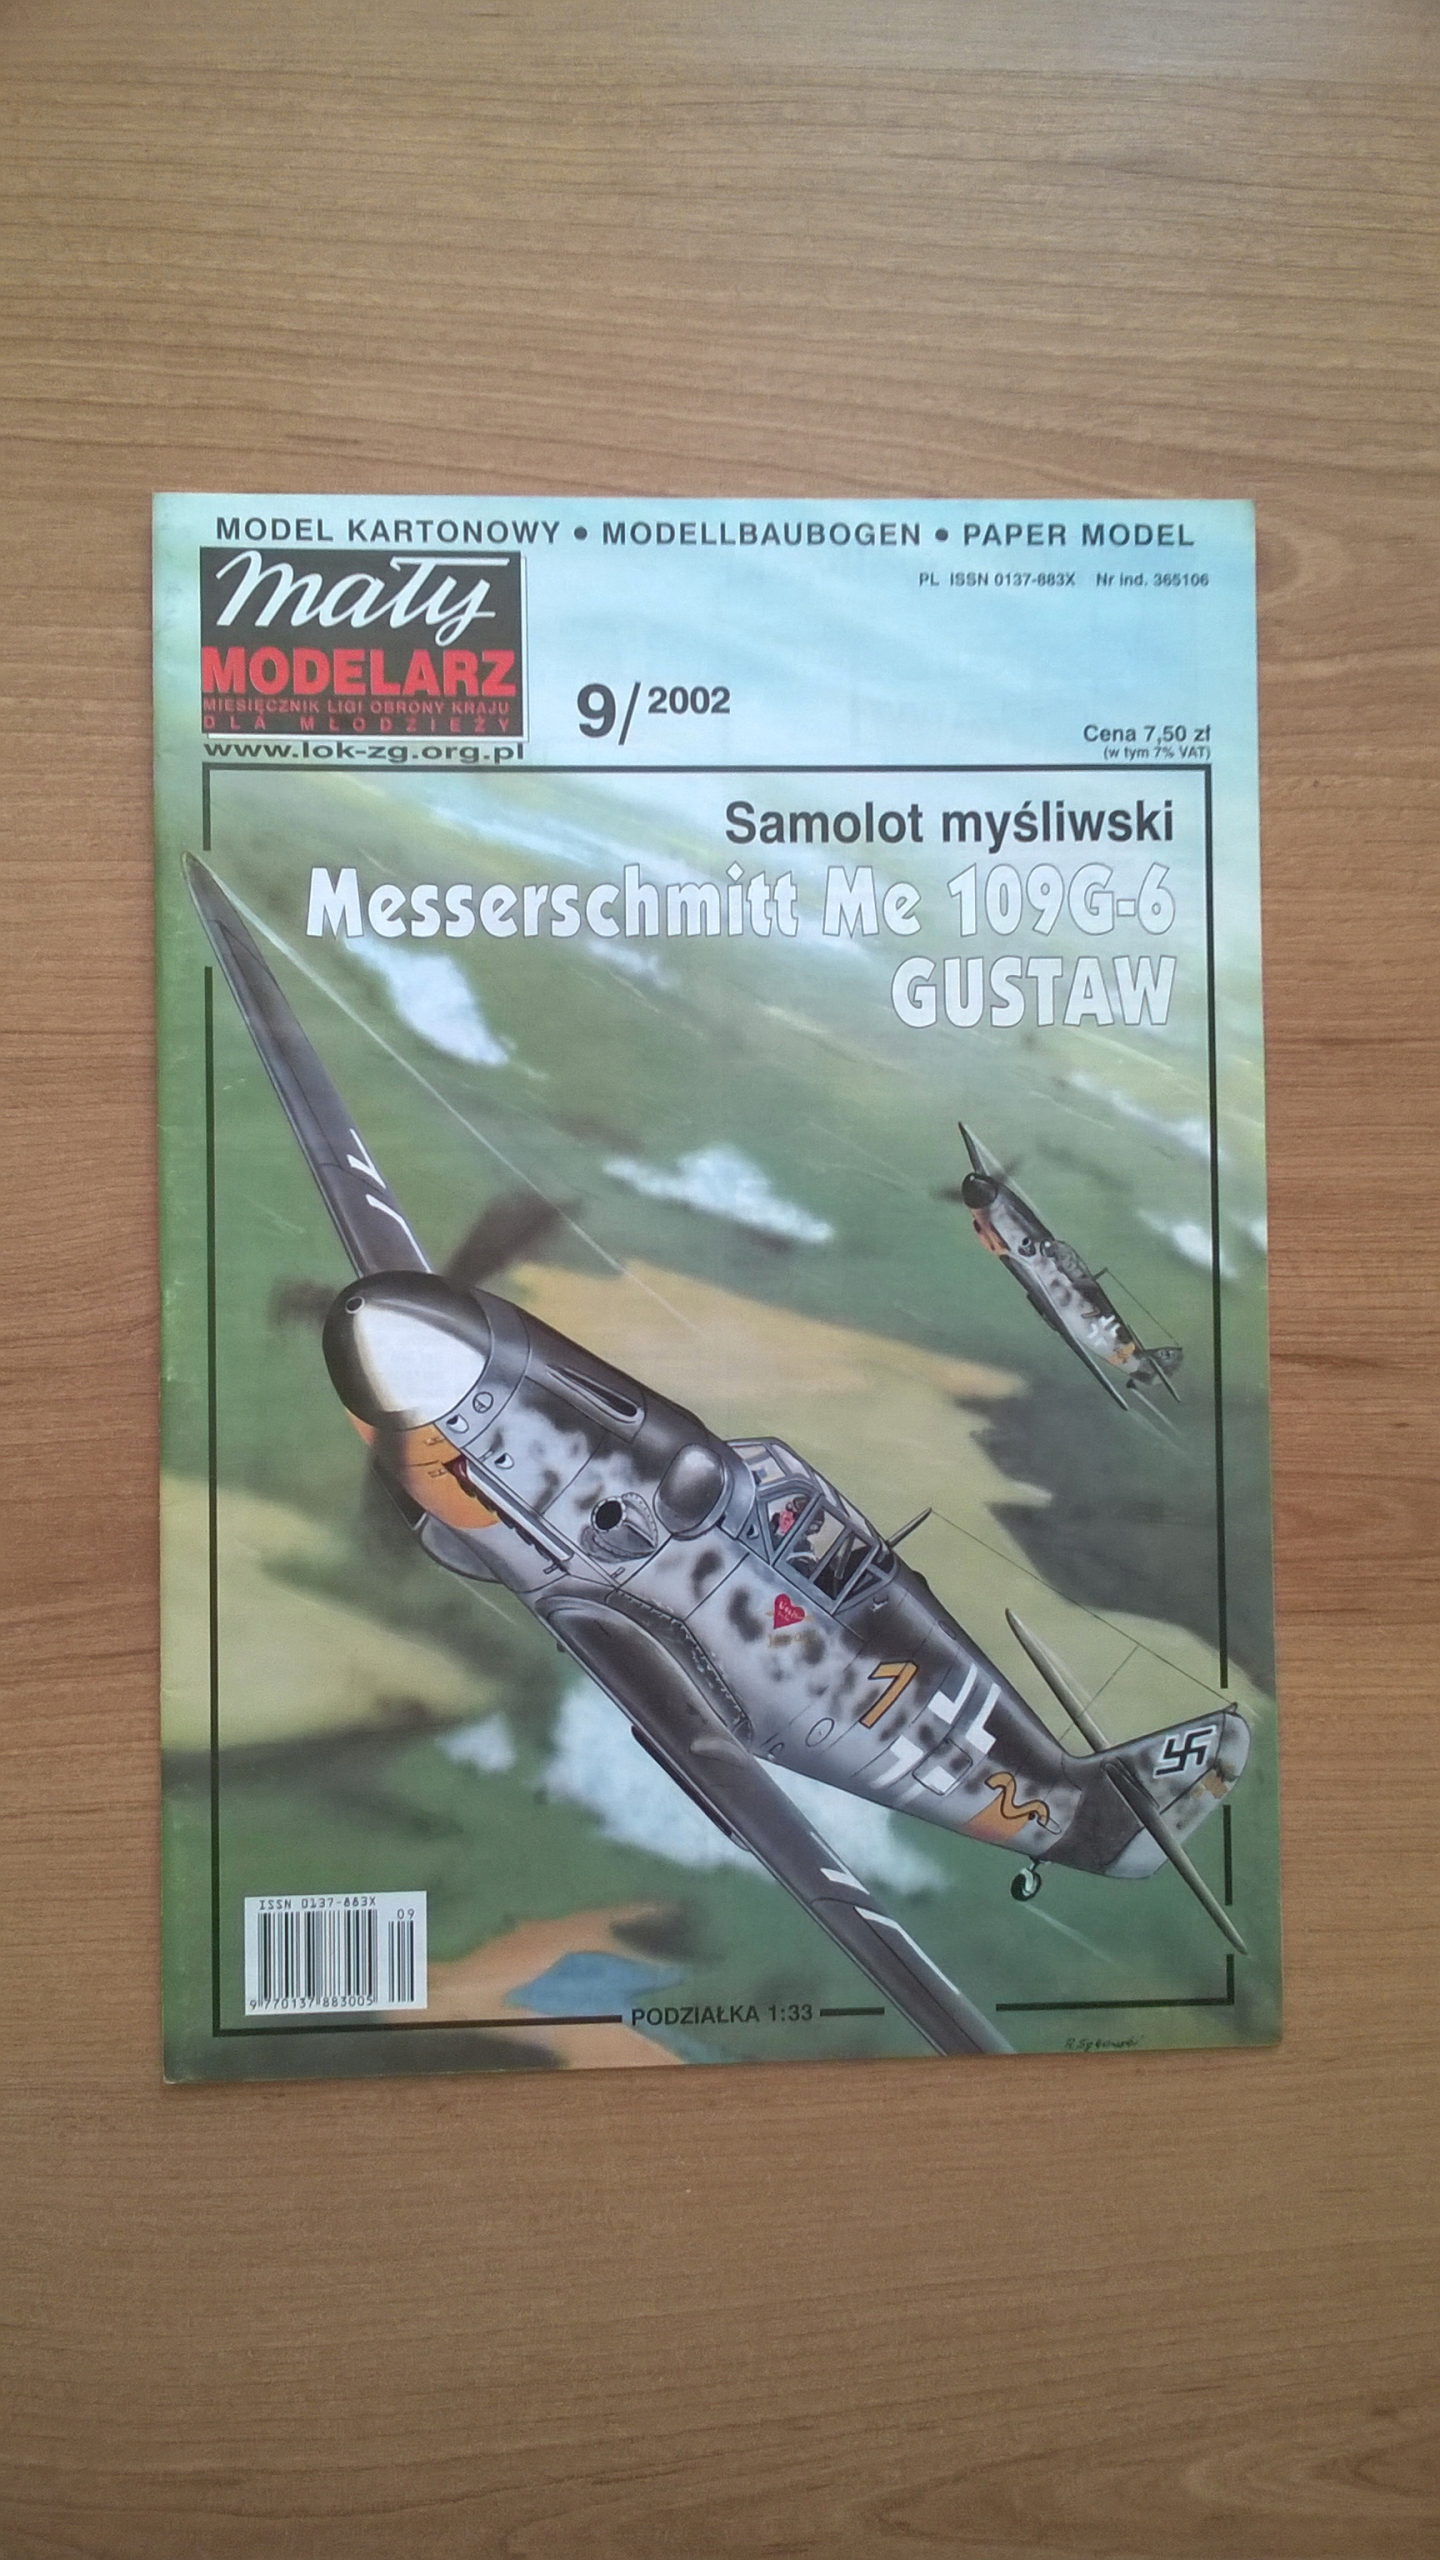 MODEL KARTONOWY • MODELLBAUBOGEN • PAPER MODEL
PL ISSN 0137-883X Nr ind. 365106
Mały
MODELARZ
MIESIĘCZNIK LIGI OBRONY KRAJU
DLA MŁODZIEŻY
www.lok-zg.org.pl
9/2002
Cena 7,50 zł
(w tym 7% VAT)
Samolot myśliwski
Messerschmitt Me 109G-6
GUSTAW
1
ISSN 0137-883X
09
9 770137 883005
PODZIAŁKA 1:33